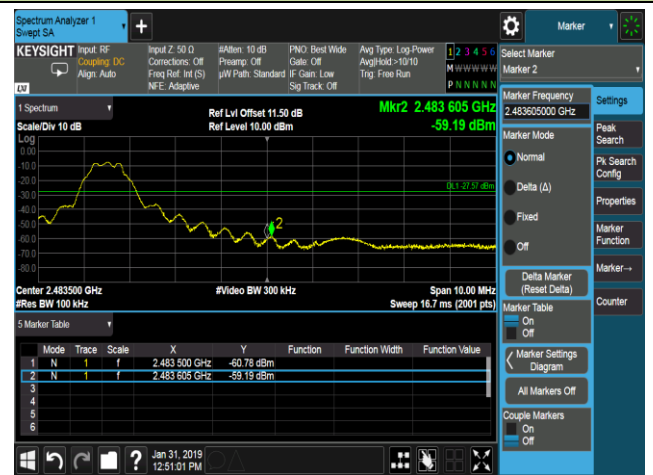 Spectrum Analyzer 1
Swept SA
+
Marker
KEYSIGHT Input: RF Input Z: 50 Ω #Atten: 10 dB PNO: Best Wide Avg Type: Log-Power 1 2 3 4 5 6
Coupling: DC Corrections: Off Preamp: Off Gate: Off Avg|Hold:>10/10 M W W W W W
Align: Auto Freq Ref: Int (S) µW Path: Standard IF Gain: Low Trig: Free Run
NFE: Adaptive Sig Track: Off P N N N N N
LXI
1 Spectrum
Scale/Div 10 dB
Ref Lvl Offset 11.50 dB
Ref Level 10.00 dBm
Mkr2 2.483 605 GHz
-59.19 dBm
Log
0.00
-10.0
-20.0
-30.0
-40.0
-50.0
-60.0
-70.0
-80.0
DL1 -27.57 dBm
2
Center 2.483500 GHz #Video BW 300 kHz Span 10.00 MHz
#Res BW 100 kHz Sweep 16.7 ms (2001 pts)
5 Marker Table
Mode Trace Scale X Y Function Function Width Function Value
1 N 1 f 2.483 500 GHz -60.78 dBm
2 N 1 f 2.483 605 GHz -59.19 dBm
3
4
5
6
?
Jan 31, 2019
12:51:01 PM
Select Marker
Marker 2
Marker Frequency
2.483605000 GHz
Marker Mode
Normal
Delta (Δ)
Fixed
Off
Delta Marker
(Reset Delta)
Marker Table
On
Off
Marker Settings
Diagram
All Markers Off
Couple Markers
On
Off
Settings
Peak
Search
Pk Search
Config
Properties
Marker
Function
Marker→
Counter